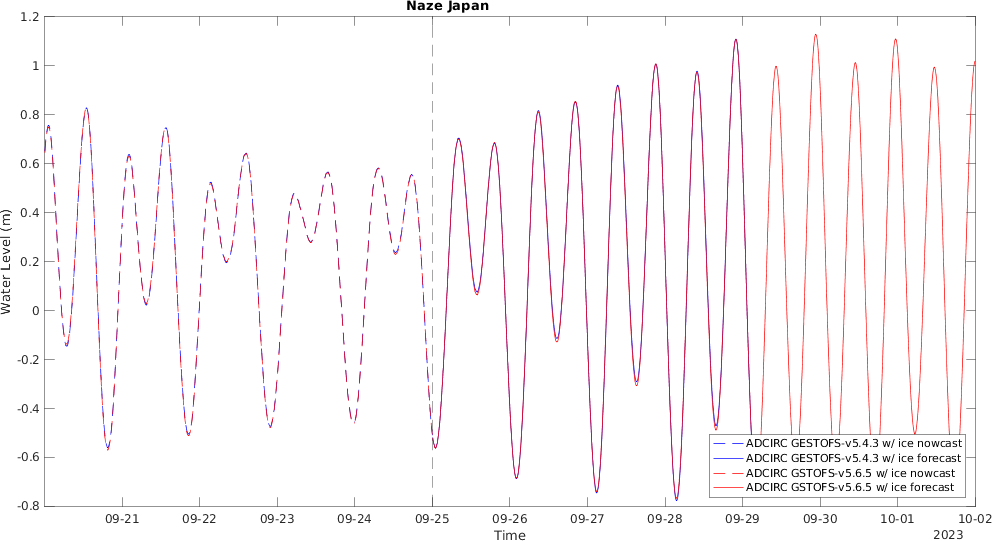 Naze Japan
1.2
1
0.8
0.6
0.4
0.2
0
-0.2
-0.4
-0.6
-0.8
Water Level (m)
ADCIRC GESTOFS-v5.4.3 w/ ice nowcast
ADCIRC GESTOFS-v5.4.3 w/ ice forecast
ADCIRC GSTOFS-v5.6.5 w/ ice nowcast
ADCIRC GSTOFS-v5.6.5 w/ ice forecast
09-21 09-22 09-23 09-24 09-25 09-26 09-27 09-28 09-29 09-30 10-01 10-02
Time
2023